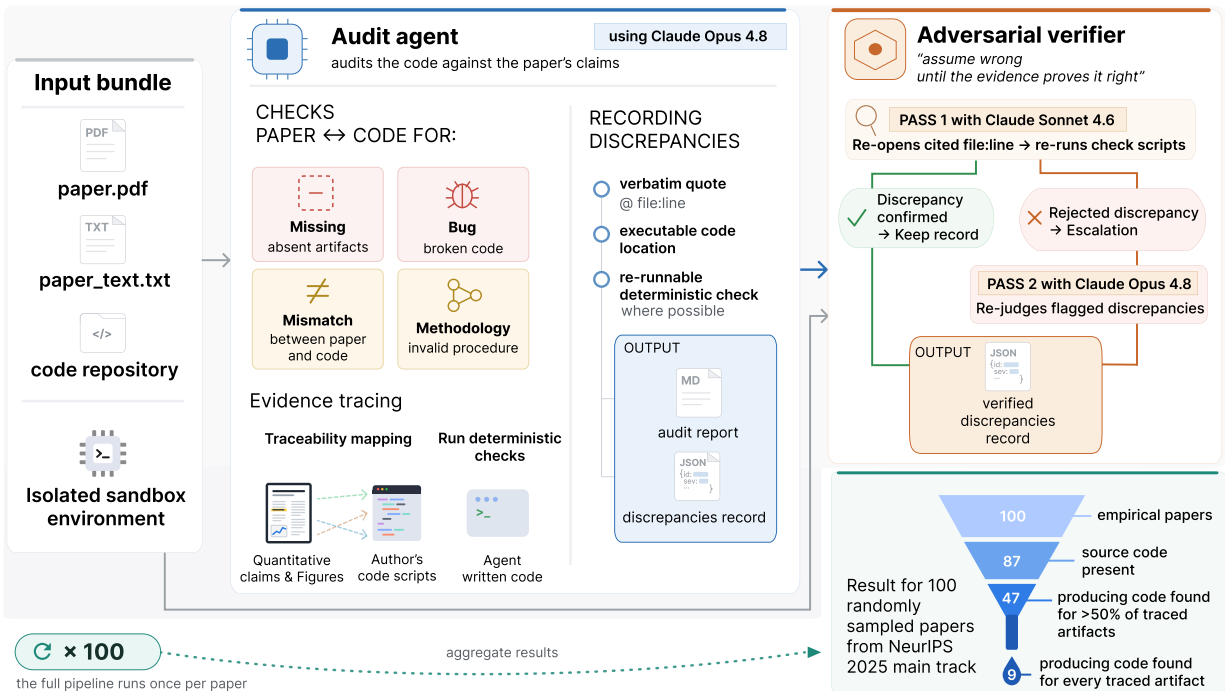 Input bundle
PDF
paper.pdf
TXT
paper_text.txt
</>
code repository
>_
Isolated sandbox
environment
Audit agent
using Claude Opus 4.8
audits the code against the paper's claims
CHECKS
PAPER ↔ CODE FOR:
Missing
absent artifacts
Bug
broken code
Mismatch
between paper
and code
Methodology
invalid procedure
Evidence tracing
Traceability mapping
Run deterministic
checks
>_
Quantitative
claims & Figures
Author's
code scripts
Agent
written code
RECORDING
DISCREPANCIES
verbatim quote
@ file:line
executable code
location
re-runnable
deterministic check
where possible
OUTPUT
MD
audit report
JSON
{id:
sev:
... }
discrepancies record
Adversarial verifier
“assume wrong
until the evidence proves it right”
PASS 1 with Claude Sonnet 4.6
Re-opens cited file:line → re-runs check scripts
Discrepancy
confirmed
→ Keep record
Rejected discrepancy
→ Escalation
PASS 2 with Claude Opus 4.8
Re-judges flagged discrepancies
OUTPUT
JSON
{id:
sev:
... }
verified
discrepancies
record
Result for 100
randomly
sampled papers
from NeurIPS
2025 main track
100
empirical papers
87
source code
present
47
producing code found
for >50% of traced
artifacts
9
producing code found
for every traced artifact
× 100
the full pipeline runs once per paper
aggregate results